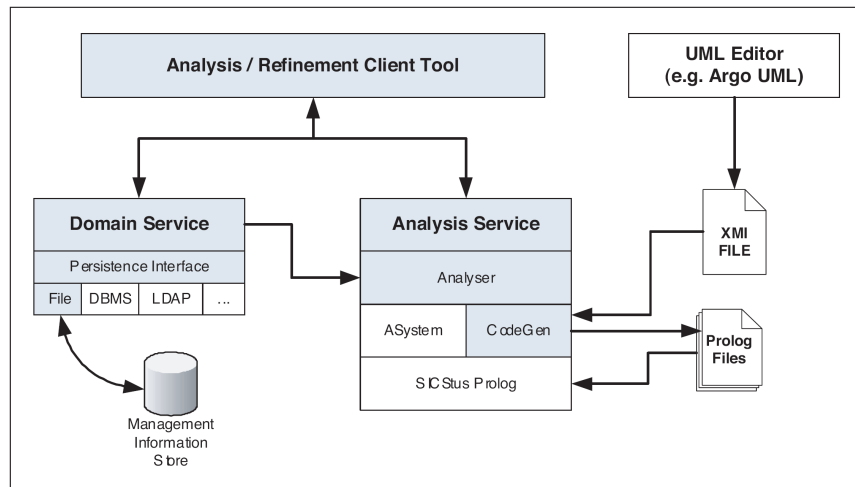 Analysis / Refinement Client Tool
UML Editor
(e.g. Argo UML)
Domain Service
Persistence Interface
File DBMS LDAP ...
Analysis Service
Analyser
ASystem CodeGen
SICStus Prolog
XMI
FILE
Prolog
Files
Management
Information
Store